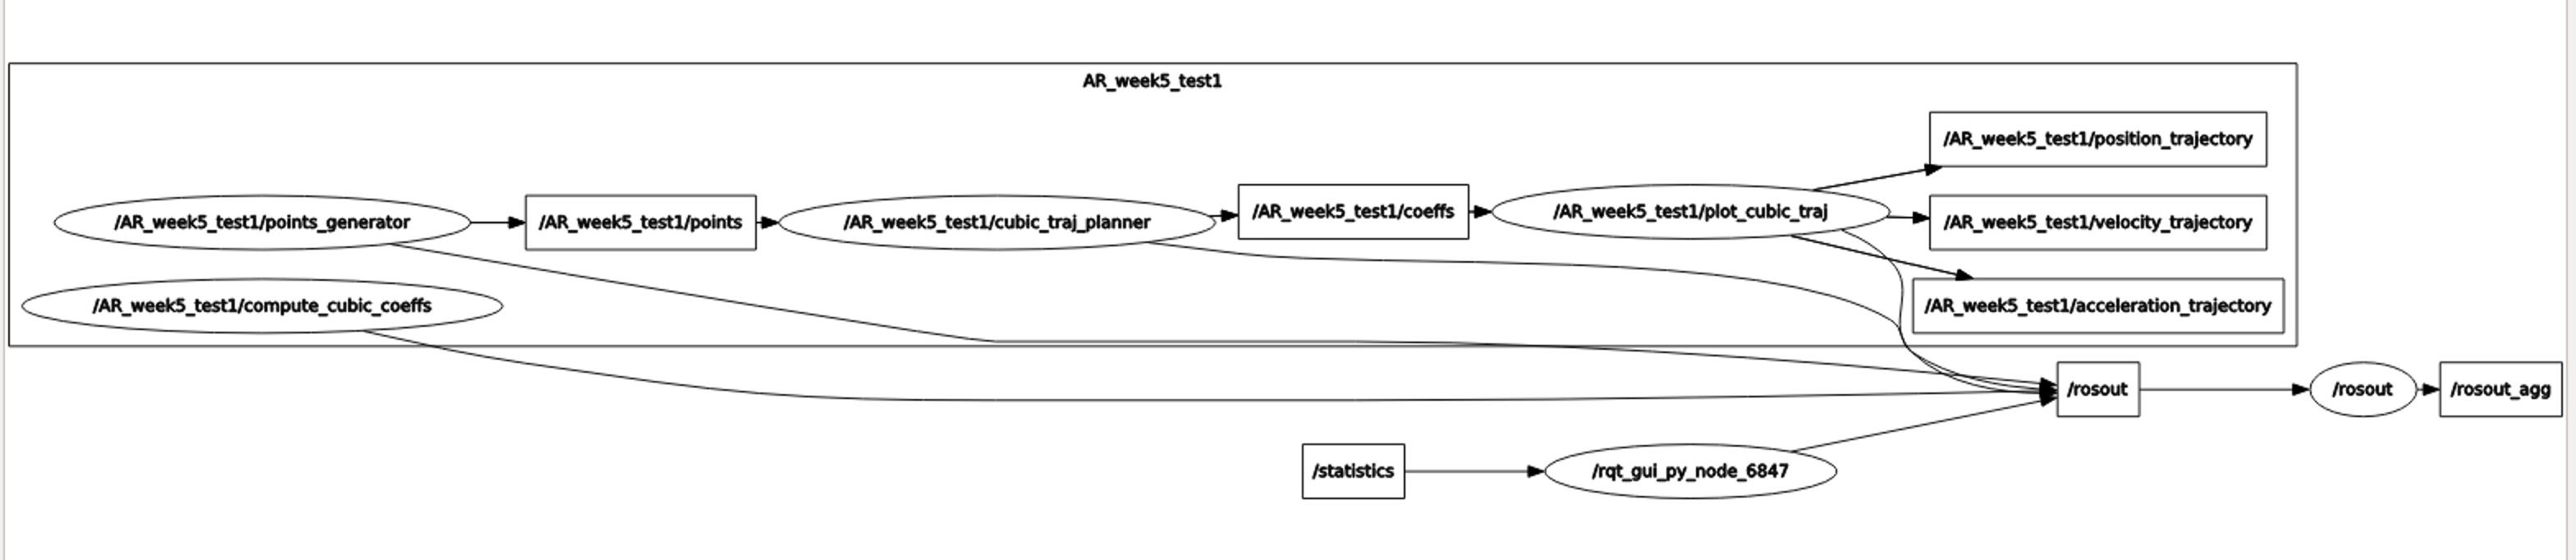 AR_week5_test1
/AR_week5_test1/position_trajectory
/AR_week5_test1/points_generator
/AR_week5_test1/points
/AR_week5_test1/cubic_traj_planner
/AR_week5_test1/coeffs
/AR_week5_test1/plot_cubic_traj
/AR_week5_test1/velocity_trajectory
/AR_week5_test1/compute_cubic_coeffs
/AR_week5_test1/acceleration_trajectory
/rosout
/rosout
/rosout_agg
/statistics
/rqt_gui_py_node_6847